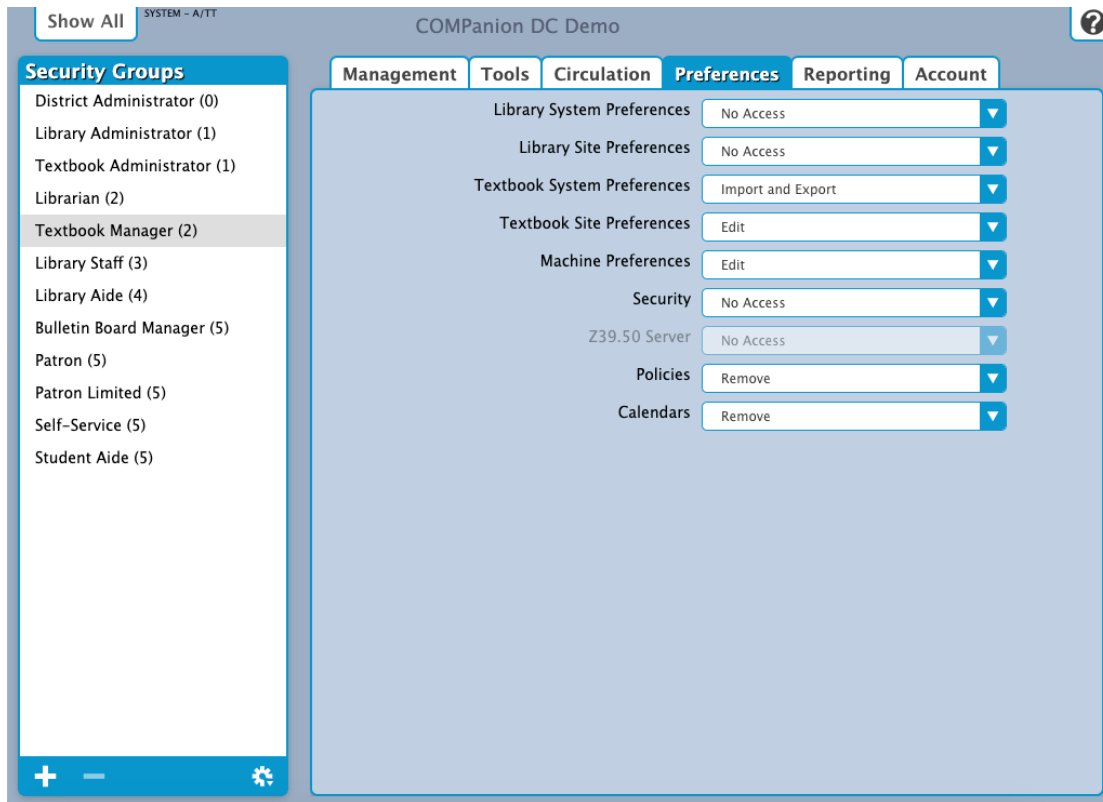 Show All
SYSTEM – A/TT
COMPanion DC Demo
?
Security Groups
District Administrator (0)
Library Administrator (1)
Textbook Administrator (1)
Librarian (2)
Textbook Manager (2)
Library Staff (3)
Library Aide (4)
Bulletin Board Manager (5)
Patron (5)
Patron Limited (5)
Self-Service (5)
Student Aide (5)
Management Tools Circulation Preferences Reporting Account
Library System Preferences No Access
Library Site Preferences No Access
Textbook System Preferences Import and Export
Textbook Site Preferences Edit
Machine Preferences Edit
Security No Access
Z39.50 Server No Access
Policies Remove
Calendars Remove